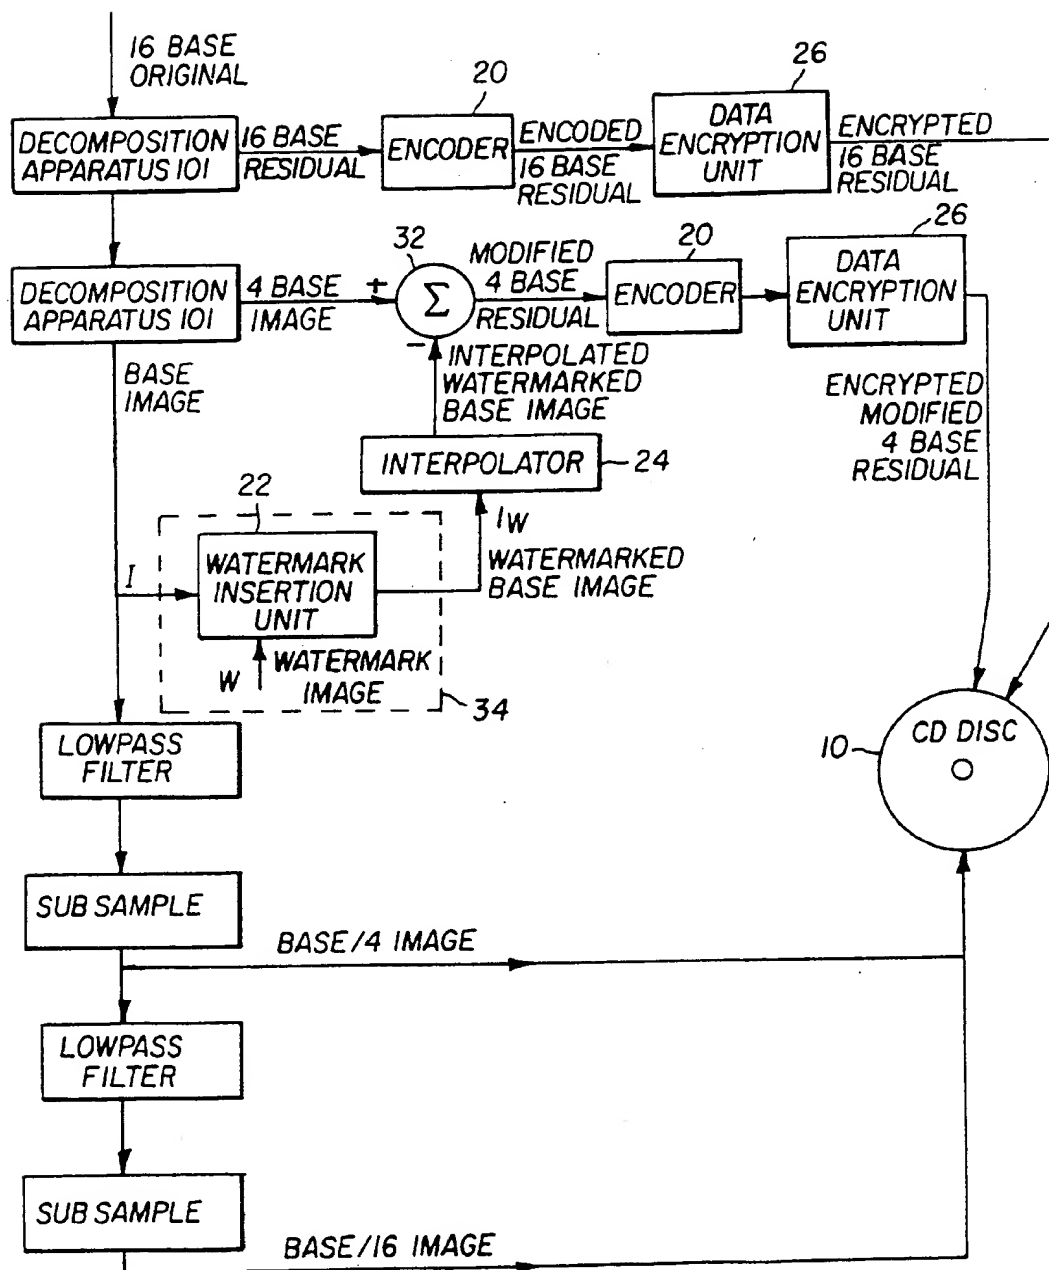 16 BASE
ORIGINAL
20
26
DECOMPOSITION
APPARATUS 101
16 BASE
RESIDUAL
ENCODER
ENCODED
16 BASE
RESIDUAL
DATA
ENCRYPTION
UNIT
ENCRYPTED
16 BASE
RESIDUAL
DECOMPOSITION
APPARATUS 101
4 BASE
IMAGE
+
32
Σ
-
MODIFIED
4 BASE
RESIDUAL
20
ENCODER
26
DATA
ENCRYPTION
UNIT
BASE
IMAGE
INTERPOLATED
WATERMARKED
BASE IMAGE
ENCRYPTED
MODIFIED
4 BASE
RESIDUAL
INTERPOLATOR
24
22
I
WATERMARK
INSERTION
UNIT
IW
WATERMARKED
BASE IMAGE
W
WATERMARK
IMAGE
34
LOWPASS
FILTER
10
CD DISC
SUB SAMPLE
BASE/4 IMAGE
LOWPASS
FILTER
SUB SAMPLE
BASE/16 IMAGE